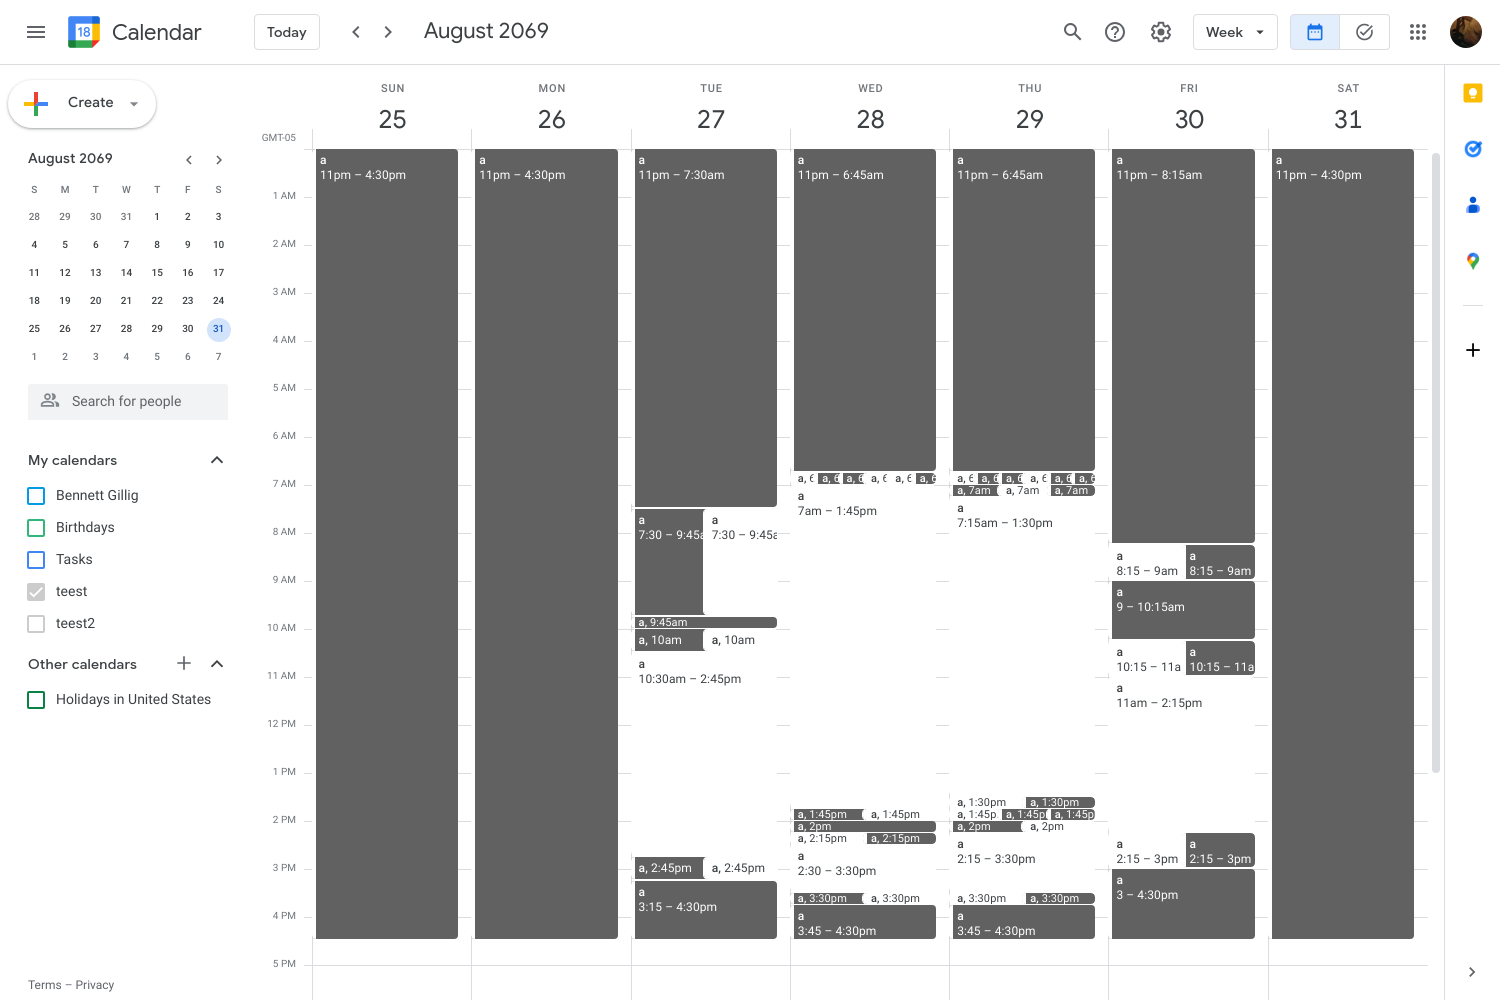 18 Calendar
Today
August 2069
Week
Create
August 2069
S M T W T F S
28 29 30 31 1 2 3
4 5 6 7 8 9 10
11 12 13 14 15 16 17
18 19 20 21 22 23 24
25 26 27 28 29 30 31
1 2 3 4 5 6 7
Search for people
My calendars
Bennett Gillig
Birthdays
Tasks
teest
teest2
Other calendars
Holidays in United States
Terms – Privacy
GMT-05
1 AM
2 AM
3 AM
4 AM
5 AM
6 AM
7 AM
8 AM
9 AM
10 AM
11 AM
12 PM
1 PM
2 PM
3 PM
4 PM
5 PM
SUN
25
a
11pm – 4:30pm
MON
26
a
11pm – 4:30pm
TUE
27
a
11pm – 7:30am
a
7:30 – 9:45a
a
7:30 – 9:45a
a, 9:45am
a, 10am
a, 10am
a
10:30am – 2:45pm
a, 2:45pm
a, 2:45pm
a
3:15 – 4:30pm
WED
28
a
11pm – 6:45am
a, 6 a, 6 a, 6 a, 6 a, 6 a, 6
a
7am – 1:45pm
a, 1:45pm
a, 1:45pm
a, 2pm
a, 2:15pm
a, 2:15pm
a
2:30 – 3:30pm
a, 3:30pm
a, 3:30pm
a
3:45 – 4:30pm
THU
29
a
11pm – 6:45am
a, 6 a, 6 a, 6 a, 6 a, 6 a, 6
a, 7am
a, 7am
a, 7am
a
7:15am – 1:30pm
a, 1:30pm
a, 1:30pm
a, 1:45p
a, 1:45p
a, 1:45p
a, 2pm
a, 2pm
a
2:15 – 3:30pm
a, 3:30pm
a, 3:30pm
a
3:45 – 4:30pm
FRI
30
a
11pm – 8:15am
a
8:15 – 9am
a
8:15 – 9am
a
9 – 10:15am
a
10:15 – 11a
a
10:15 – 11a
a
11am – 2:15pm
a
2:15 – 3pm
a
2:15 – 3pm
a
3 – 4:30pm
SAT
31
a
11pm – 4:30pm